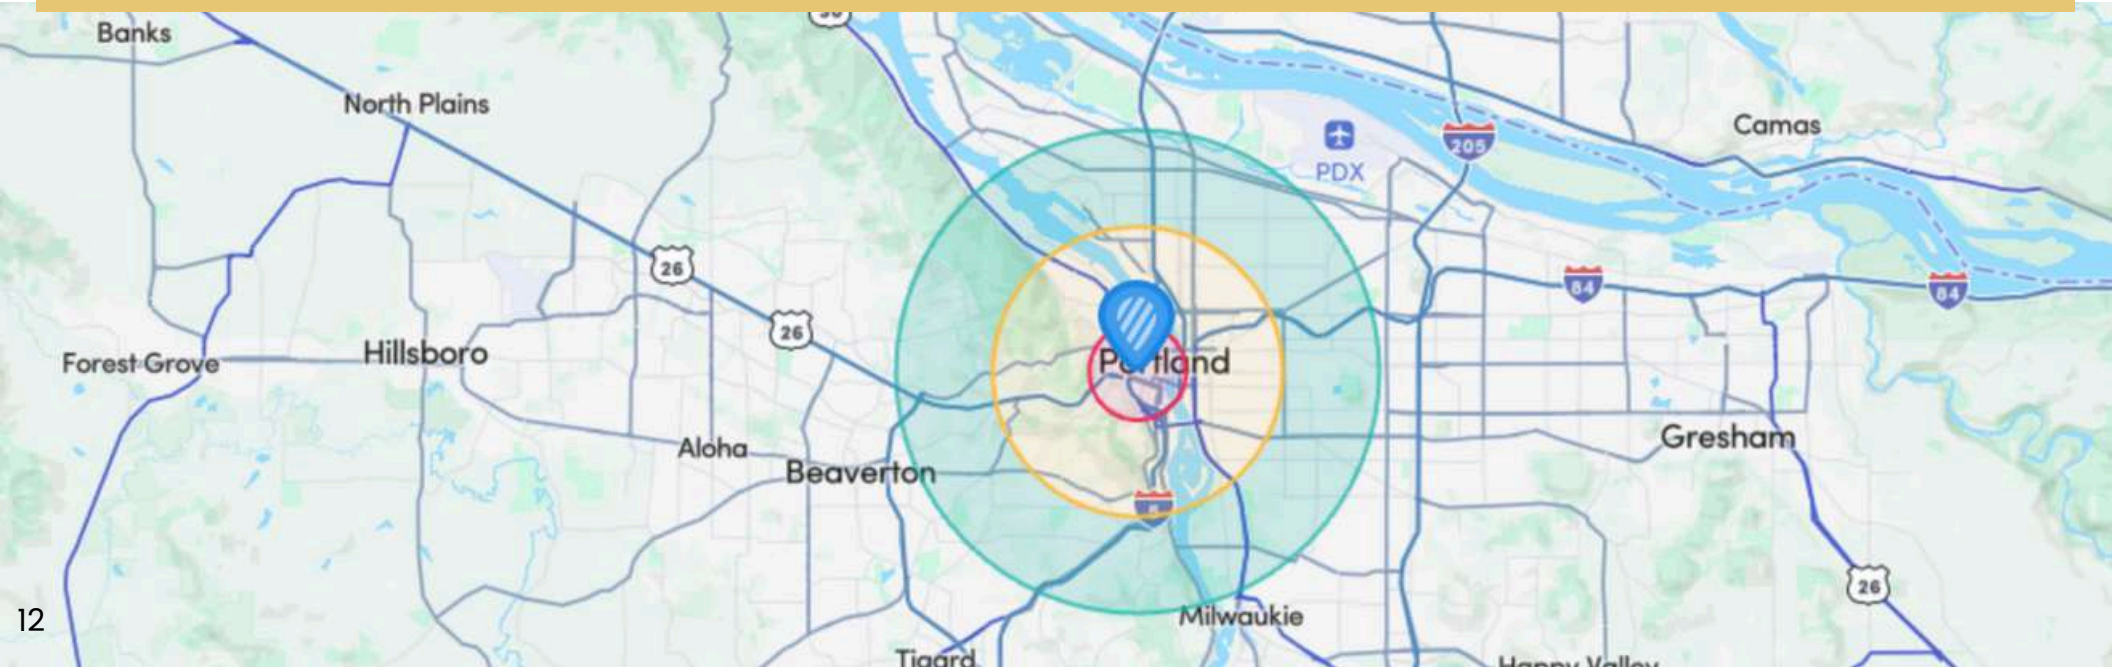 30
Banks
North Plains
Camas
205
PDX
26
84
84
26
Hillsboro
Forest Grove
Portland
Gresham
Aloha
Beaverton
5
26
12
Milwaukie
Tigard
Happy Valley